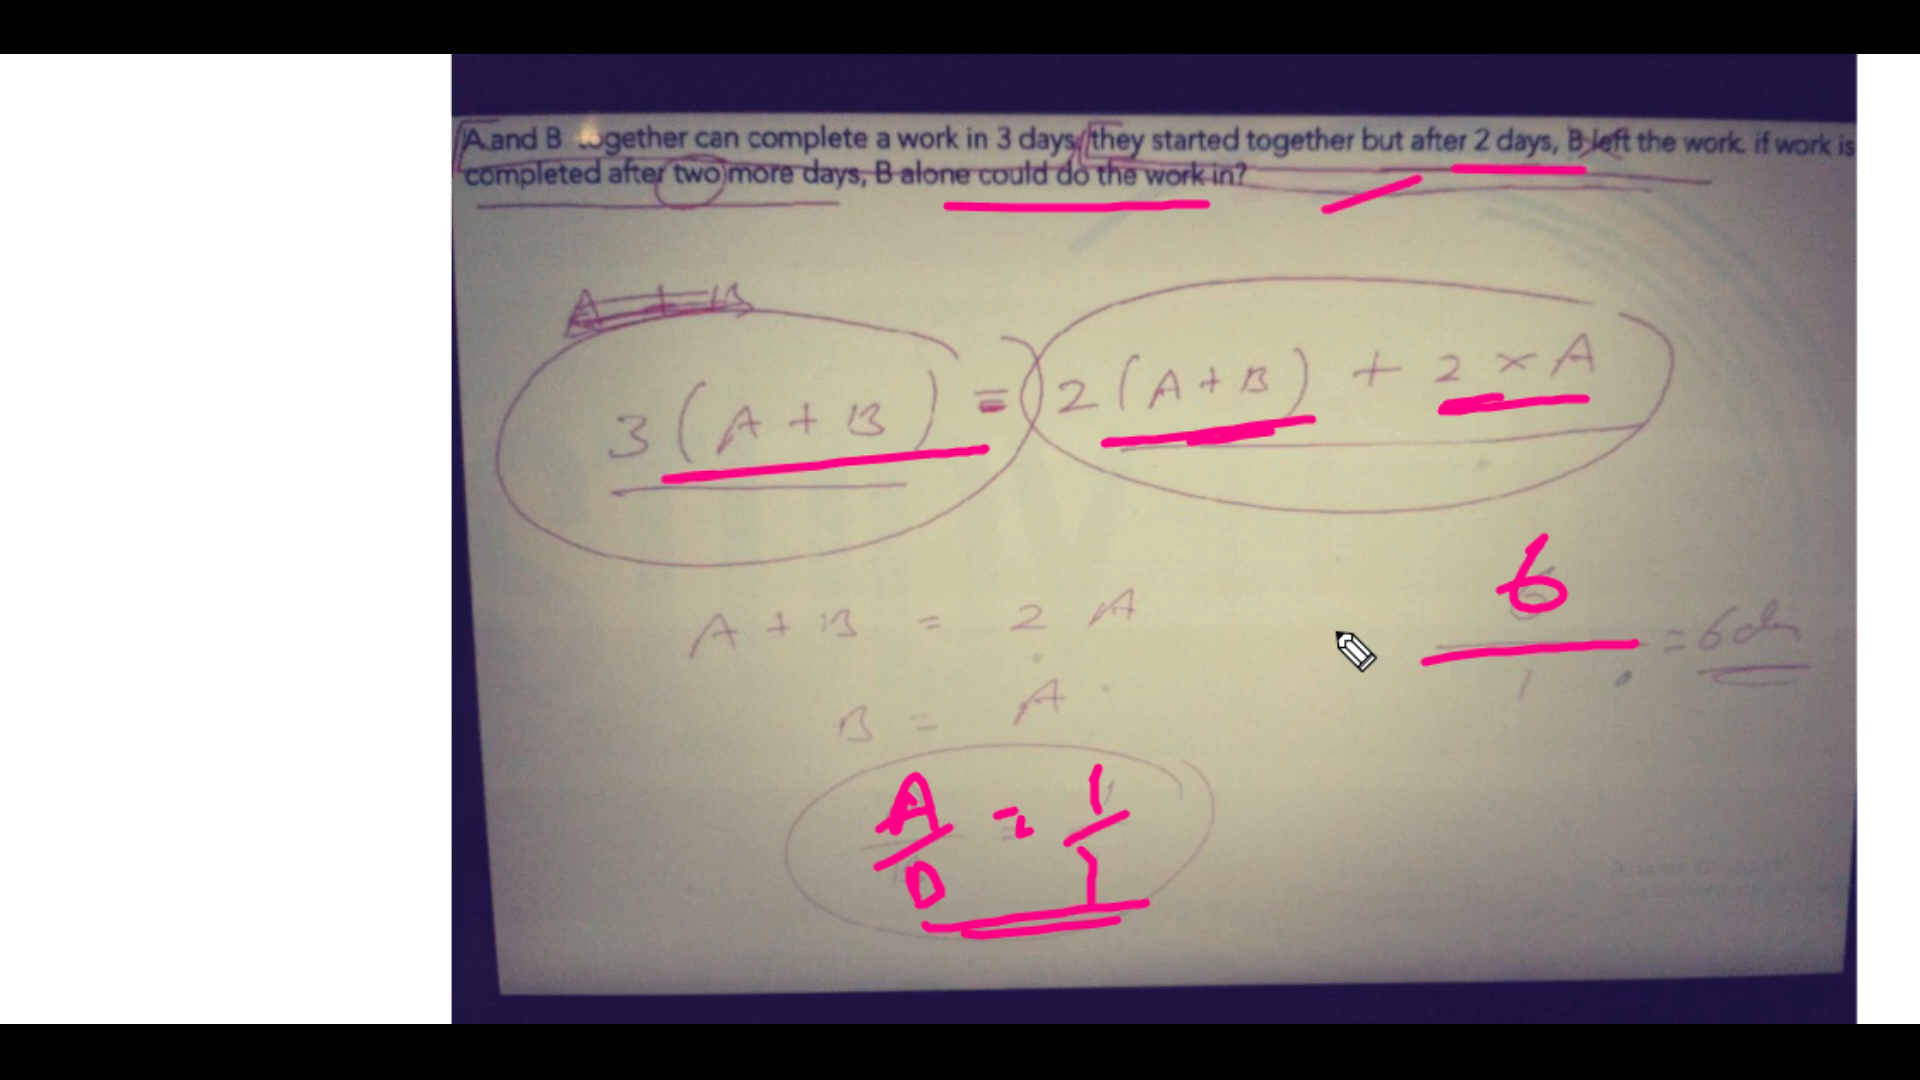 A and B together can complete a work in 3 days, they started together but after 2 days, B left the work. if work is
completed after two more days, B alone could do the work in?
A + B
3 ( A + B ) = 2 ( A + B ) + 2 × A
6
A + B = 2 A
1 = 6
B = A
A = 1
1